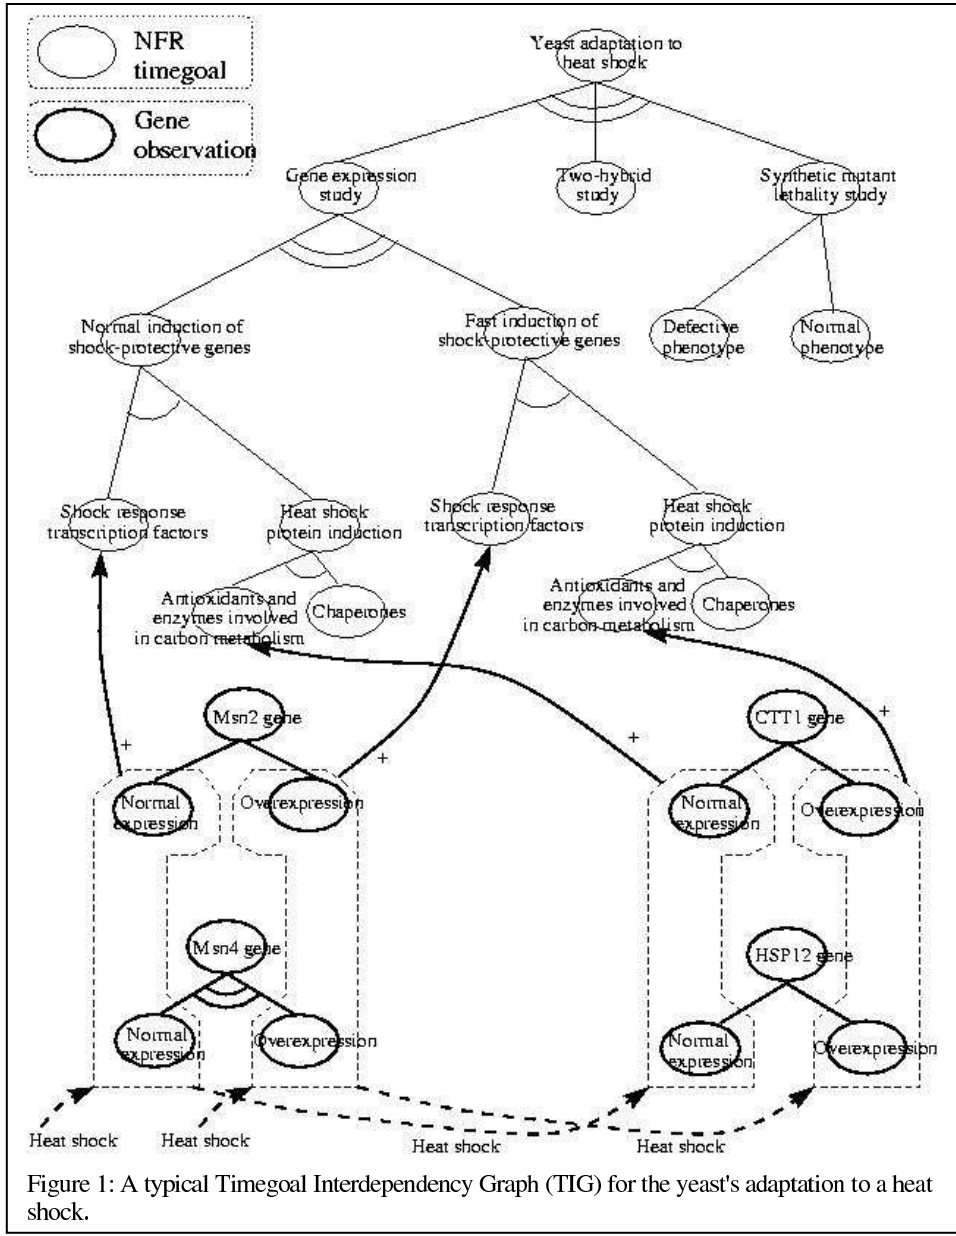 NFR
timegoal
Gene
observation
Yeast adaptation to
heat shock
Gene expression
study
Two-hybrid
study
Synthetic mutant
lethality study
Normal induction of
shock-protective genes
Fast induction of
shock-protective genes
Defective
phenotype
Normal
phenotype
Shock response
transcription factors
Heat shock
protein induction
Shock response
transcription factors
Heat shock
protein induction
Antioxidants and
enzymes involved
in carbon metabolism
Chaperones
Antioxidants and
enzymes involved
in carbon metabolism
Chaperones
Msn2 gene
CTT1 gene
+
+
+
+
Normal
expression
Overexpression
Normal
expression
Overexpression
Msn4 gene
HSP12 gene
Normal
expression
Overexpression
Normal
expression
Overexpression
Heat shock
Heat shock
Heat shock
Heat shock
Figure 1: A typical Timegoal Interdependency Graph (TIG) for the yeast's adaptation to a heat
shock.